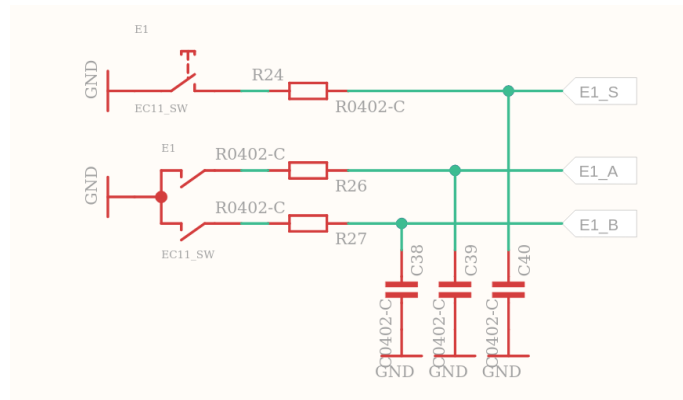 E1
GND
R24
E1_S
EC11_SW
R0402-C
E1
GND
R0402-C
E1_A
R26
R0402-C
E1_B
R27
EC11_SW
C38
C39
C40
C0402-C
C0402-C
C0402-C
GND
GND
GND